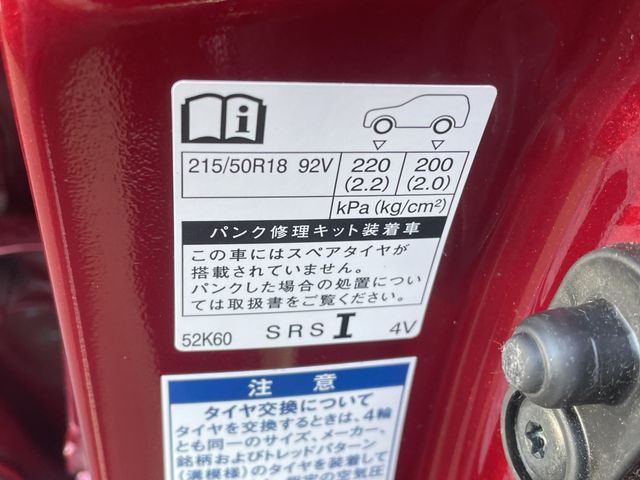 215/50R18 92V 220 200
(2.2) (2.0)
kPa(kg/cm²)
パンク修理キット装着車
この車にはスペアタイヤが
搭載されていません。
パンクした場合の処置につい
ては取扱書をご覧ください。
52K60 SRS I 4V
注 意
タイヤ交換について
タイヤを交換するときは、4輪
とも同一のサイズ、メーカー、
銘柄およびトレッドパターン
(溝模様)のタイヤを装着して
指定の空気圧